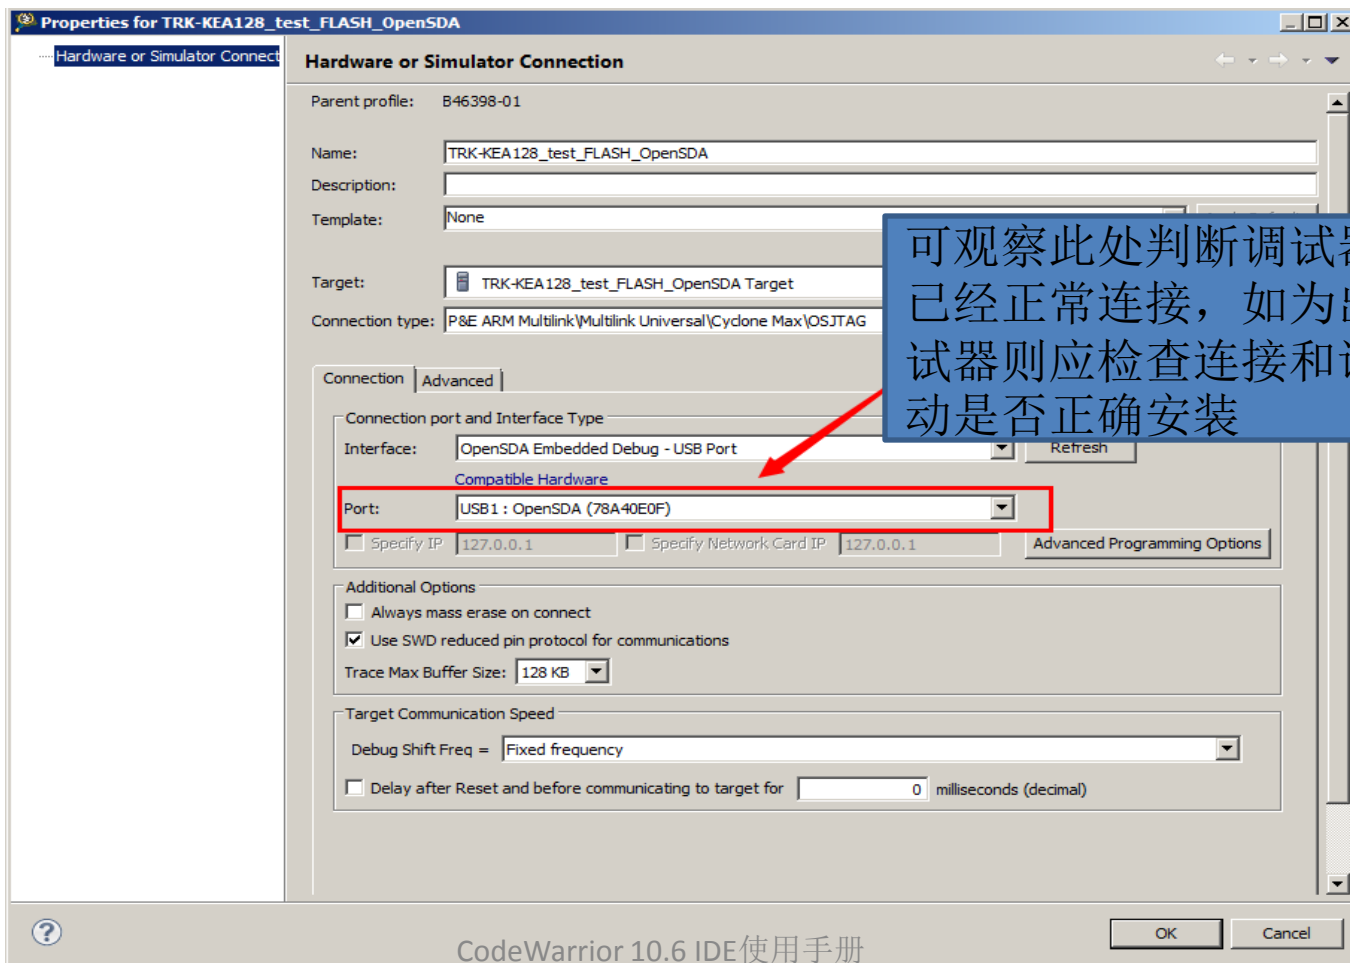 Properties for TRK-KEA128_test_FLASH_OpenSDA
Hardware or Simulator Connect
Hardware or Simulator Connection
Parent profile: B46398-01
Name: TRK-KEA128_test_FLASH_OpenSDA
Description:
Template: None
Target: TRK-KEA128_test_FLASH_OpenSDA Target
Connection type: P&E ARM Multilink\Multilink Universal\Cyclone Max\OSJTAG
可观察此处判断调试器
已经正常连接，如为出
试器则应检查连接和
动是否正确安装
Connection Advanced
Connection port and Interface Type
Interface: OpenSDA Embedded Debug - USB Port Refresh
Compatible Hardware
Port: USB1 : OpenSDA (78A40E0F)
Specify IP 127.0.0.1 Specify Network Card IP 127.0.0.1 Advanced Programming Options
Additional Options
Always mass erase on connect
Use SWD reduced pin protocol for communications
Trace Max Buffer Size: 128 KB
Target Communication Speed
Debug Shift Freq = Fixed frequency
Delay after Reset and before communicating to target for 0 milliseconds (decimal)
OK Cancel
CodeWarrior 10.6 IDE使用手册